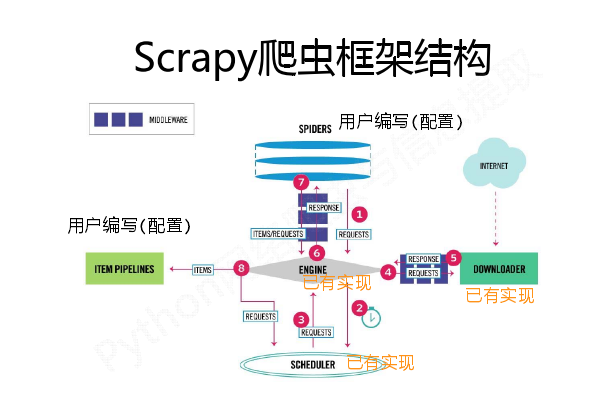 Scrapy爬虫框架结构
MIDDLEWARE
SPIDERS
用户编写(配置)
INTERNET
7
RESPONSE
1
ITEMS/REQUESTS
REQUESTS
用户编写(配置)
6
ITEM PIPELINES
ITEMS
8
ENGINE
已有实现
4
RESPONSE
REQUESTS
5
DOWNLOADER
已有实现
REQUESTS
3
REQUESTS
2
SCHEDULER
已有实现